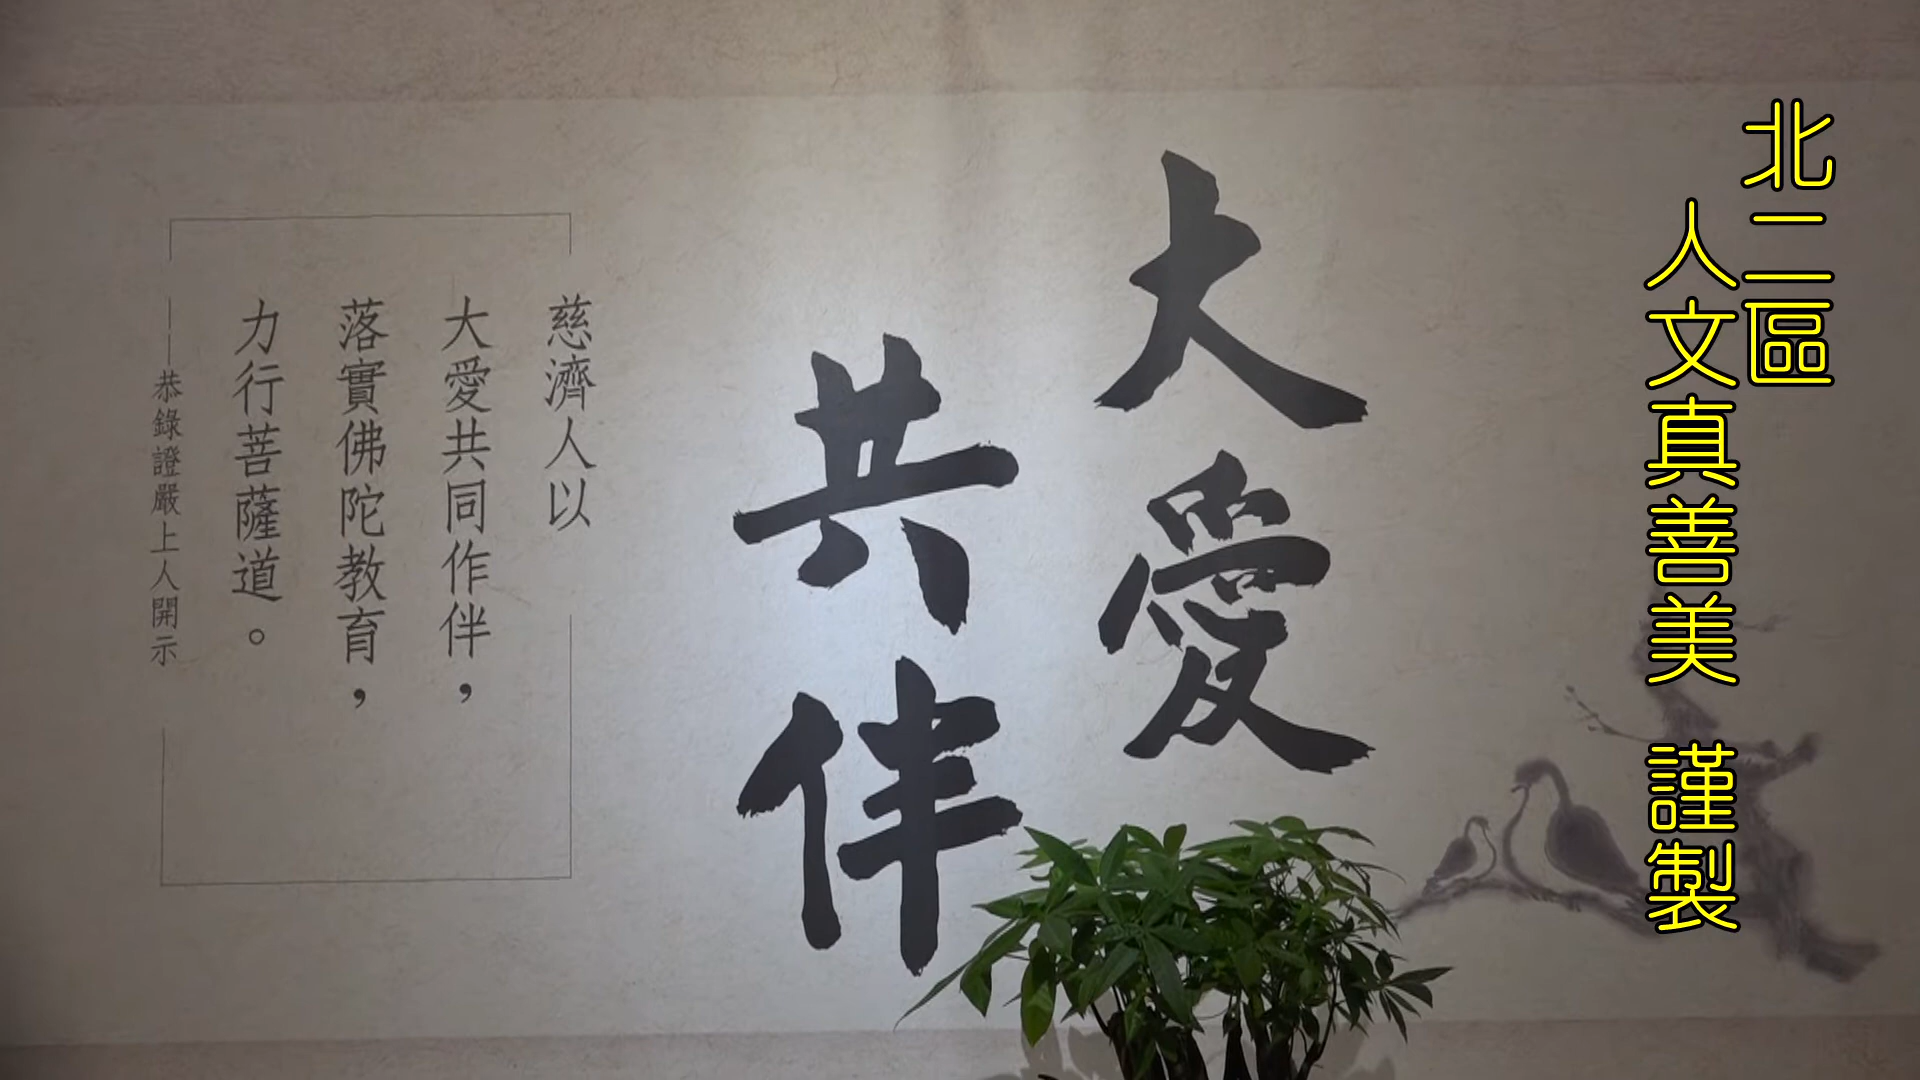 北二區
人文真善美 謹製
大愛
共伴
慈濟人以
大愛共同作伴，
落實佛陀教育，
力行菩薩道。
——恭錄證嚴上人開示